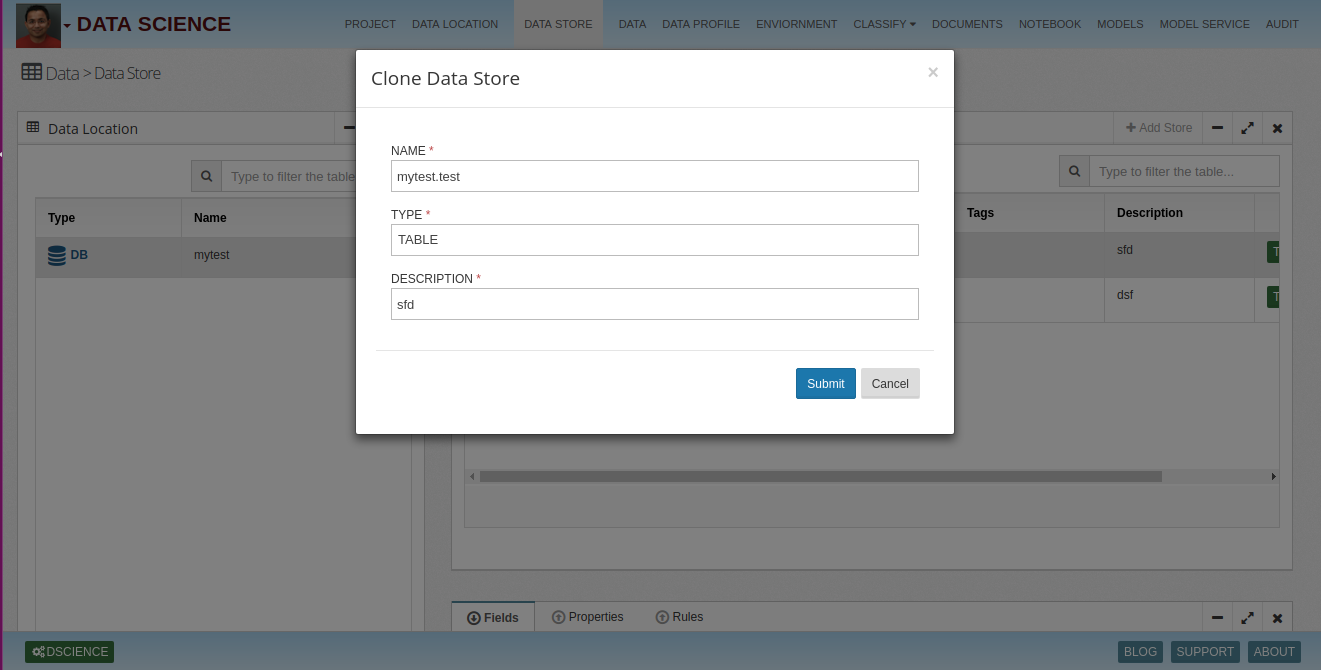 DATA SCIENCE
PROJECT DATA LOCATION DATA STORE DATA DATA PROFILE ENVIORNMENT CLASSIFY DOCUMENTS NOTEBOOK MODELS MODEL SERVICE AUDIT
Data > Data Store
Clone Data Store
×
NAME *
mytest.test
TYPE *
TABLE
DESCRIPTION *
sfd
Submit Cancel
Data Location
Type to filter the table
Type Name
DB mytest
Add Store
Type to filter the table...
Tags Description
sfd
dsf
Fields Properties Rules
DSCIENCE
BLOG SUPPORT ABOUT